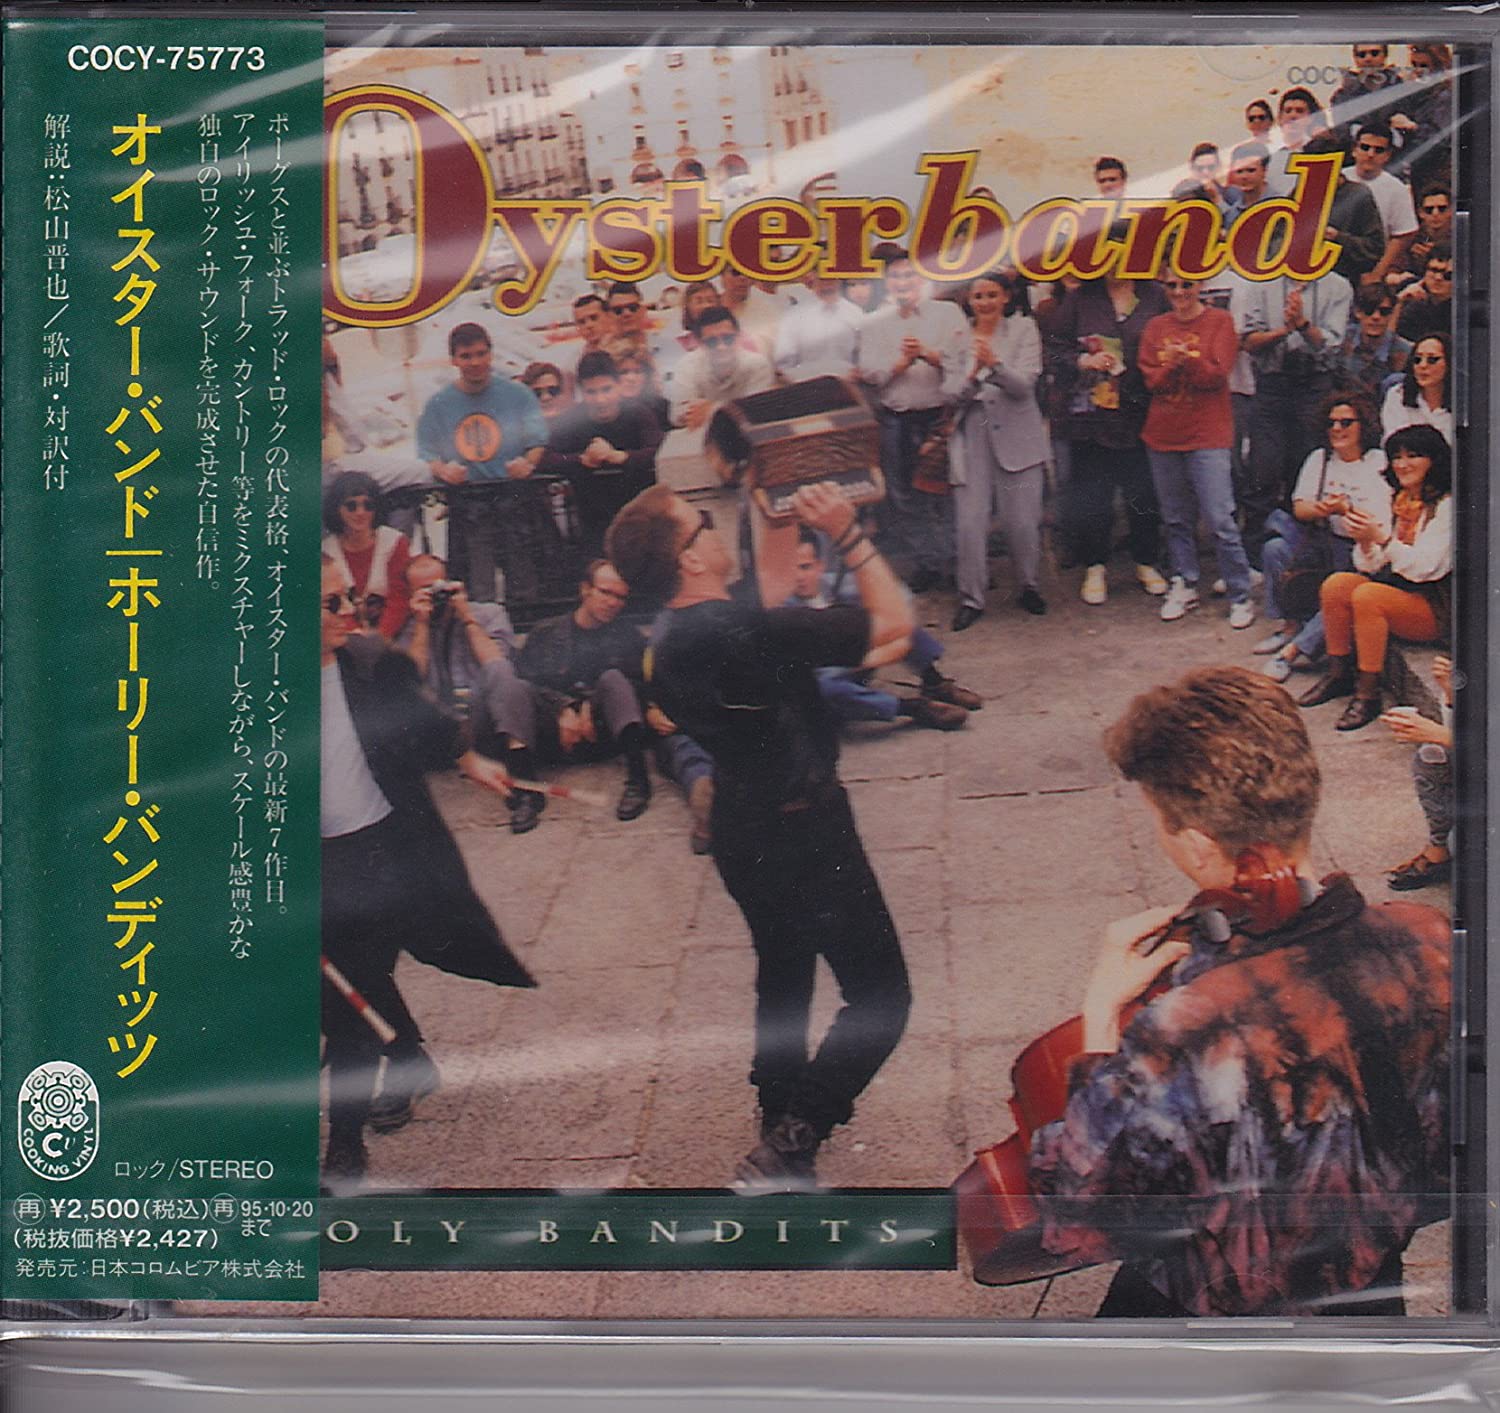 COCY-75773
オイスター・バンド|ホーリー・バンディッツ
ポーグスと並ぶトラッド・ロックの代表格、オイスター・バンドの最新7作目。
アイリッシュ・フォーク、カントリー等をミクスチャーしながら、スケール感豊かな
独自のロック・サウンドを完成させた自信作。
解説:松山晋也/歌詞・対訳付
CV
COOKING VINYL
ロック/STEREO
再¥2,500(税込)再95・10・20まで
(税抜価格¥2,427)
発売元:日本コロムビア株式会社
COCY-75773
Oysterband
OLY BANDITS